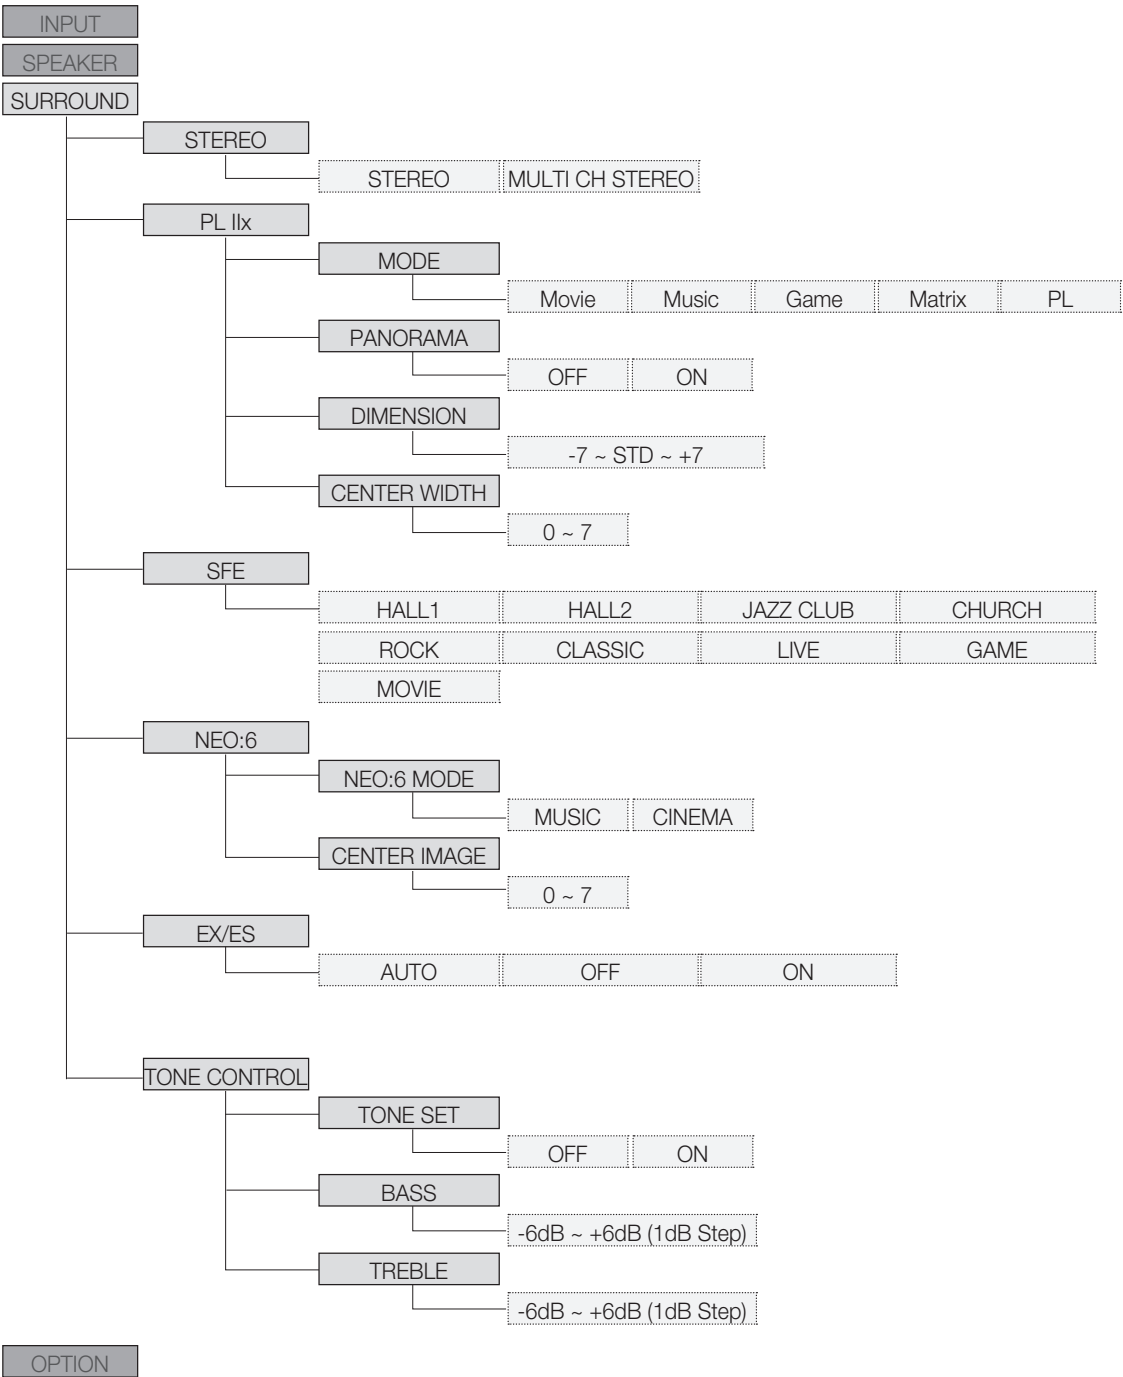 INPUT
SPEAKER
SURROUND
STEREO
STEREO MULTI CH STEREO
PL IIx
MODE
Movie Music Game Matrix PL
PANORAMA
OFF ON
DIMENSION
-7 ~ STD ~ +7
CENTER WIDTH
0 ~ 7
SFE
HALL1 HALL2 JAZZ CLUB CHURCH
ROCK CLASSIC LIVE GAME
MOVIE
NEO:6
NEO:6 MODE
MUSIC CINEMA
CENTER IMAGE
0 ~ 7
EX/ES
AUTO OFF ON
TONE CONTROL
TONE SET
OFF ON
BASS
-6dB ~ +6dB (1dB Step)
TREBLE
-6dB ~ +6dB (1dB Step)
OPTION